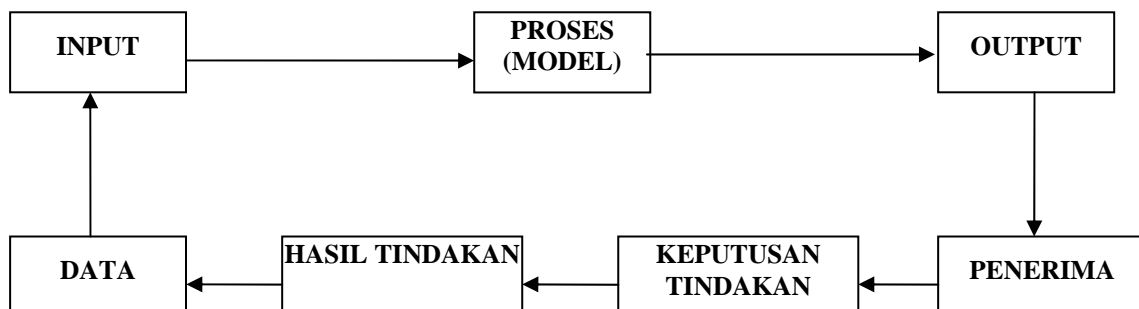 INPUT
PROSES
(MODEL)
OUTPUT
DATA
HASIL TINDAKAN
KEPUTUSAN
TINDAKAN
PENERIMA